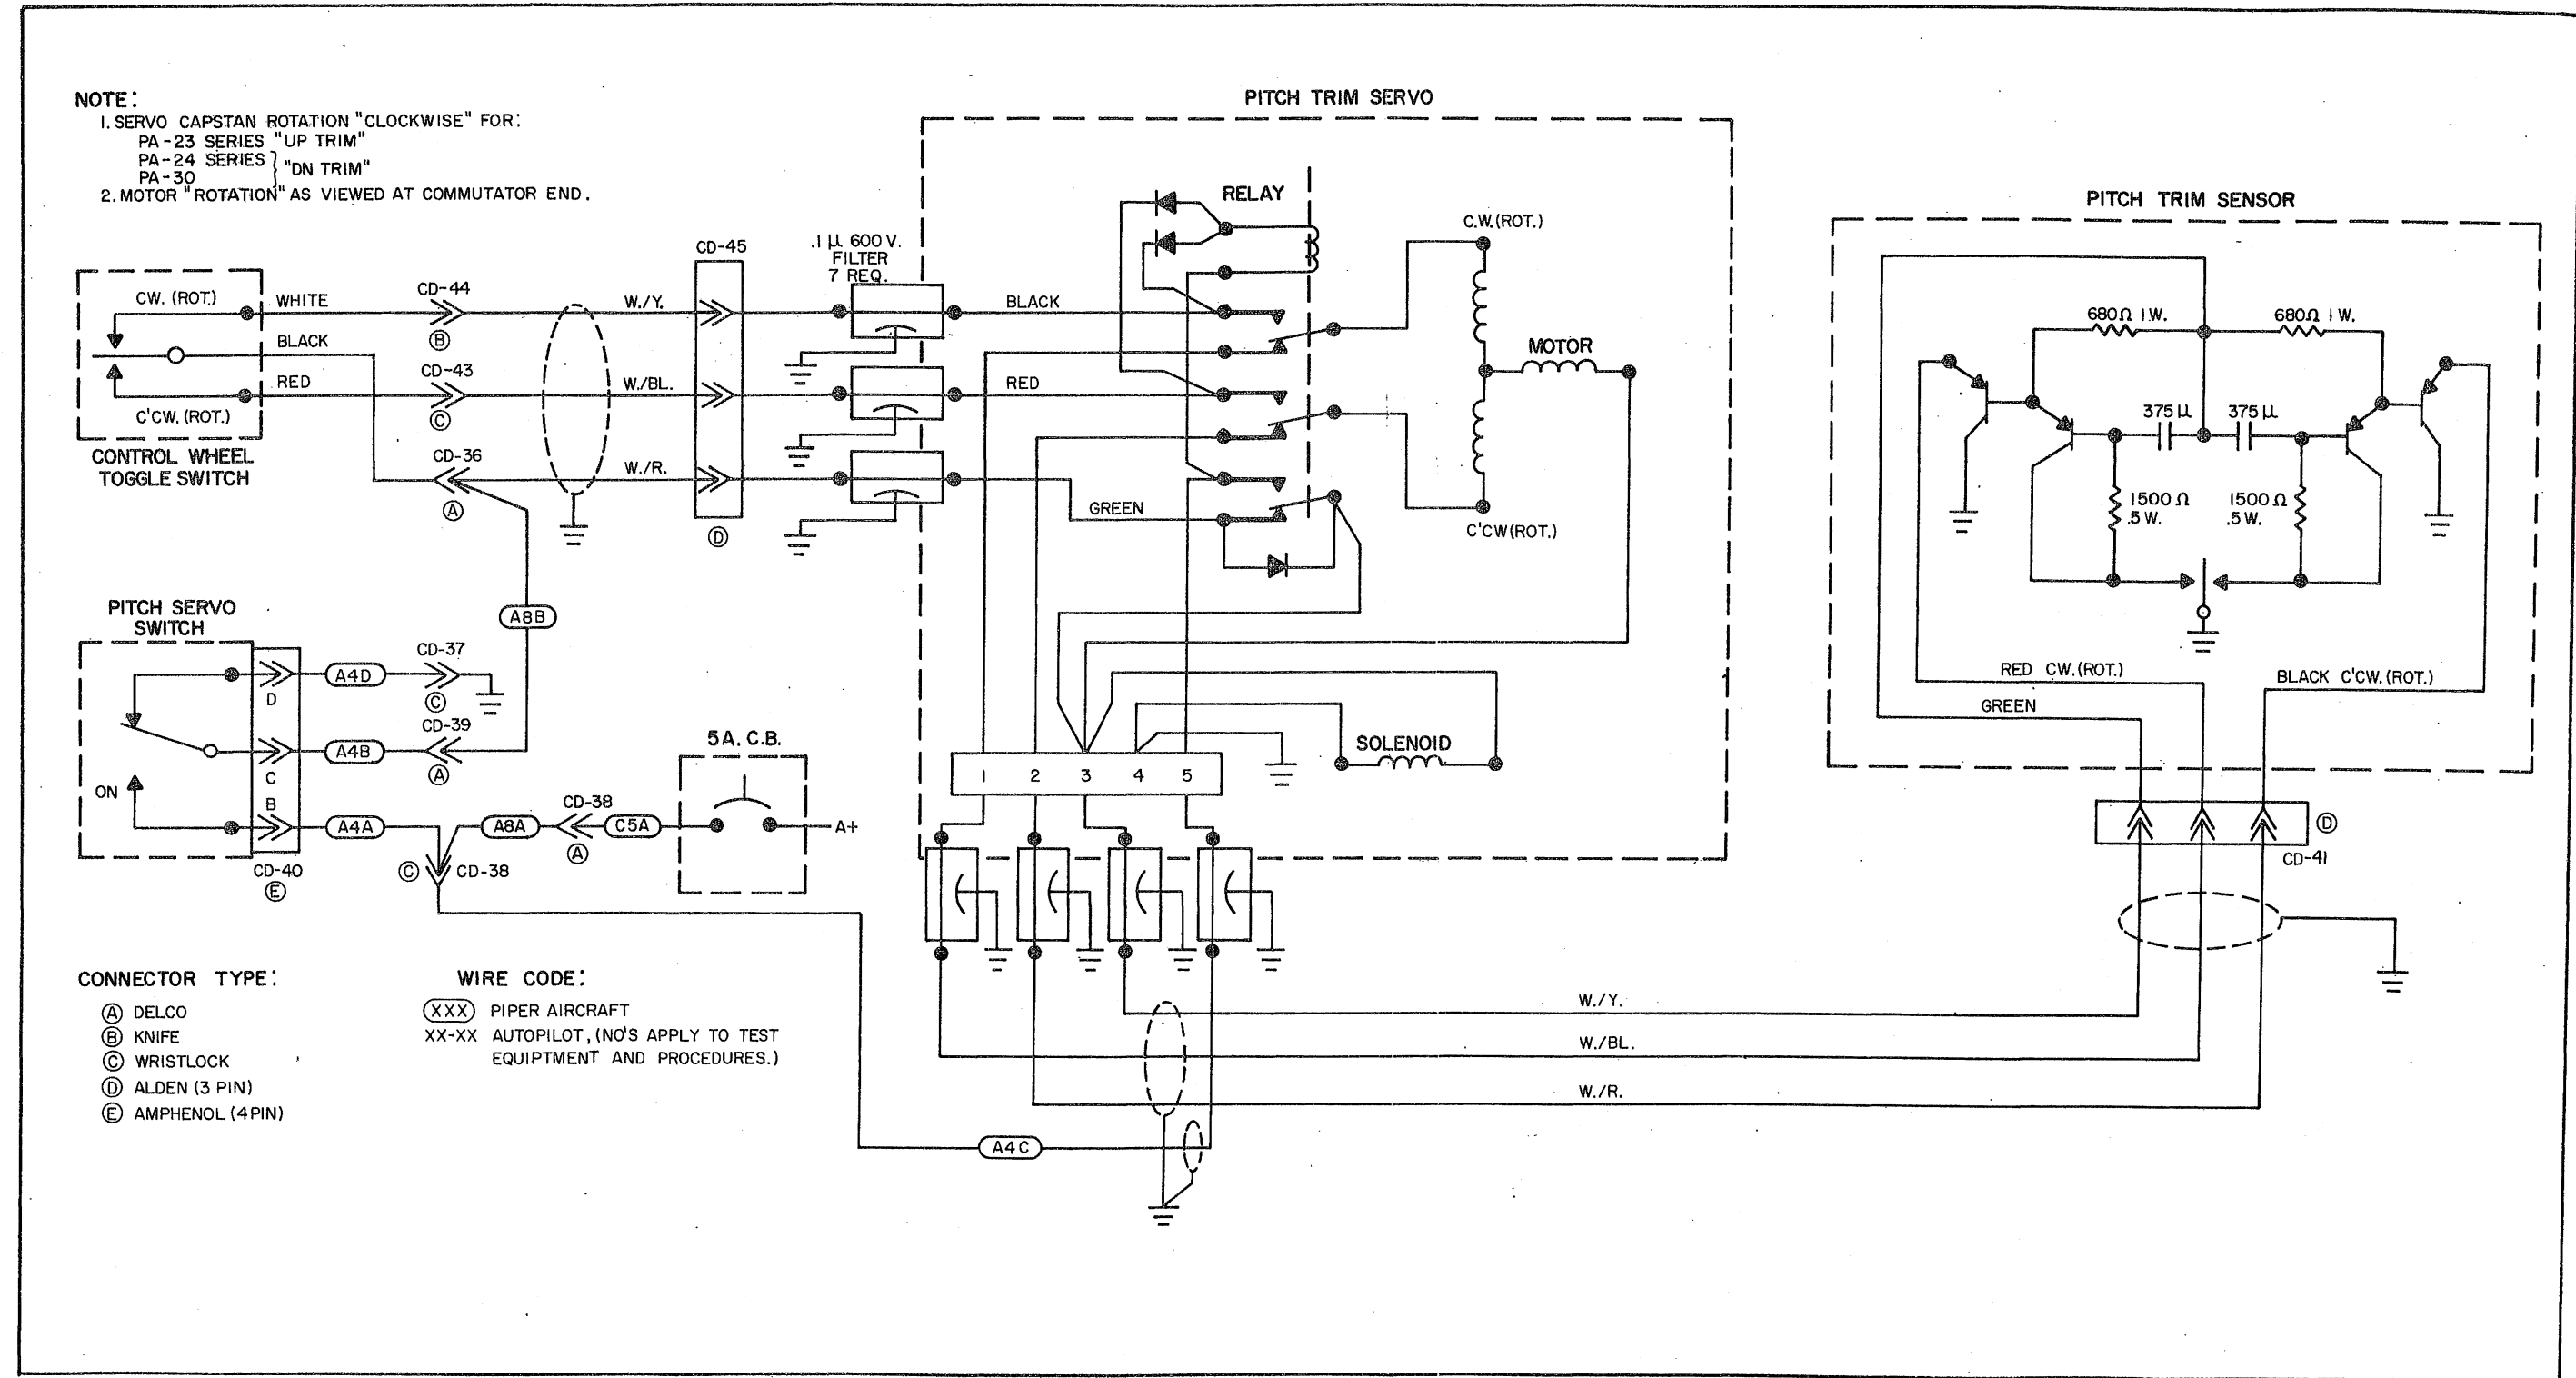 NOTE:
1. SERVO CAPSTAN ROTATION "CLOCKWISE" FOR:
PA-23 SERIES "UP TRIM"
PA-24 SERIES
PA-30
"DN TRIM"
2. MOTOR "ROTATION" AS VIEWED AT COMMUTATOR END.
CW. (ROT.)
C'CW. (ROT.)
CONTROL WHEEL
TOGGLE SWITCH
WHITE
BLACK
RED
CD-44
B
CD-43
C
CD-36
A
W./Y.
W./BL.
W./R.
CD-45
D
.1 µ 600 V.
FILTER
7 REQ.
PITCH TRIM SERVO
BLACK
RED
GREEN
RELAY
C.W.(ROT.)
MOTOR
C'CW(ROT.)
SOLENOID
1 2 3 4 5
PITCH SERVO
SWITCH
ON
D
C
B
CD-40
E
A4D
CD-37
C
A4B
CD-39
A
A8B
A4A
A8A
CD-38
A
C5A
C
CD-38
5A. C.B.
A+
PITCH TRIM SENSOR
680Ω 1W.
680Ω 1W.
375 µ
375 µ
1500 Ω
.5W.
1500 Ω
.5W.
RED CW.(ROT.)
BLACK C'CW.(ROT.)
GREEN
D
CD-41
W./Y.
W./BL.
W./R.
A4C
CONNECTOR TYPE:
A DELCO
B KNIFE
C WRISTLOCK
D ALDEN (3 PIN)
E AMPHENOL (4PIN)
WIRE CODE:
XXX PIPER AIRCRAFT
XX-XX AUTOPILOT, (NO'S APPLY TO TEST
EQUIPTMENT AND PROCEDURES.)